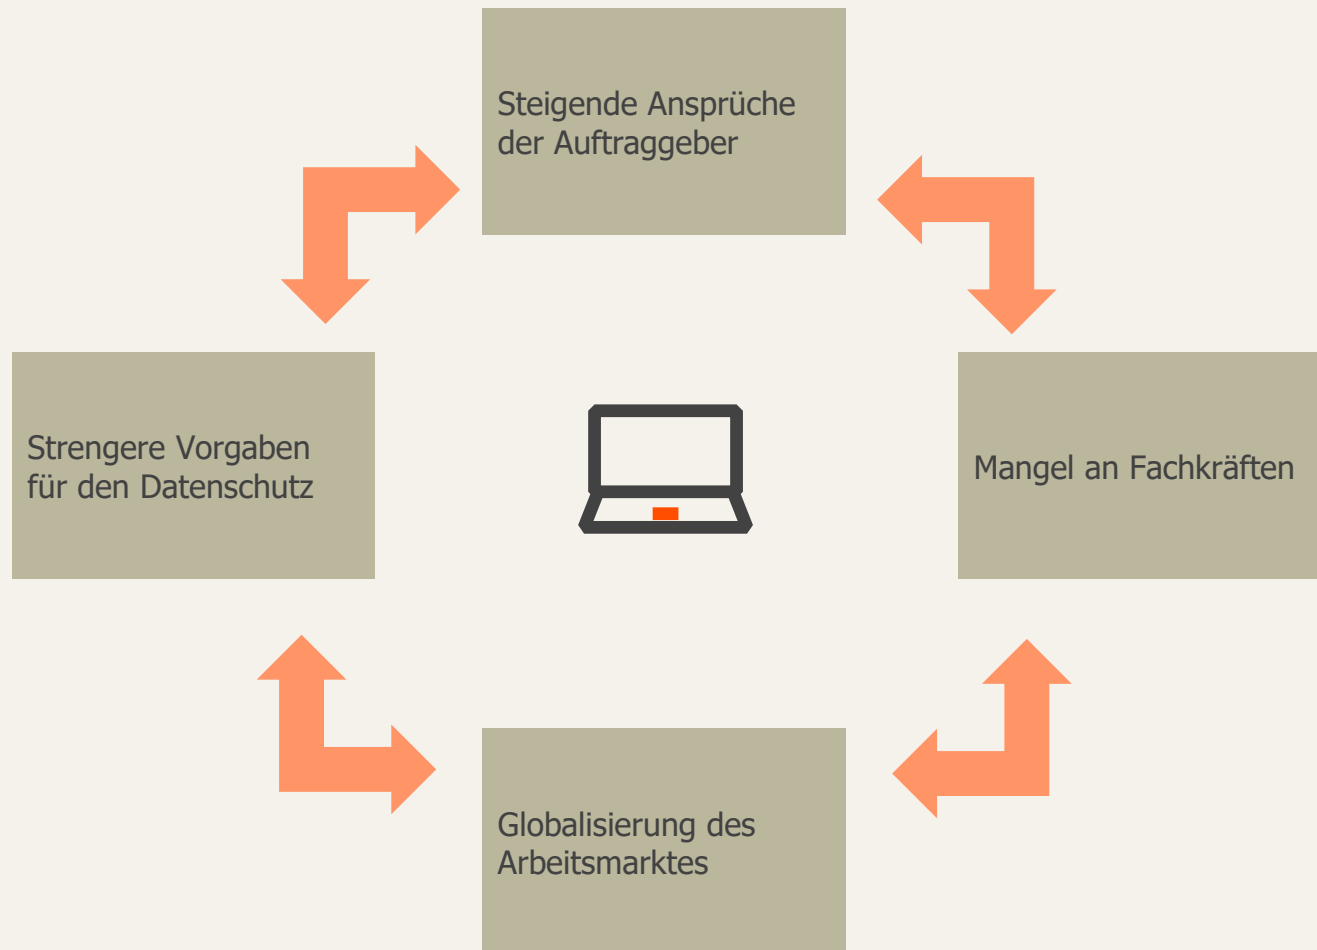 Steigende Ansprüche
der Auftraggeber
Strengere Vorgaben
für den Datenschutz
Mangel an Fachkräften
Globalisierung des
Arbeitsmarktes